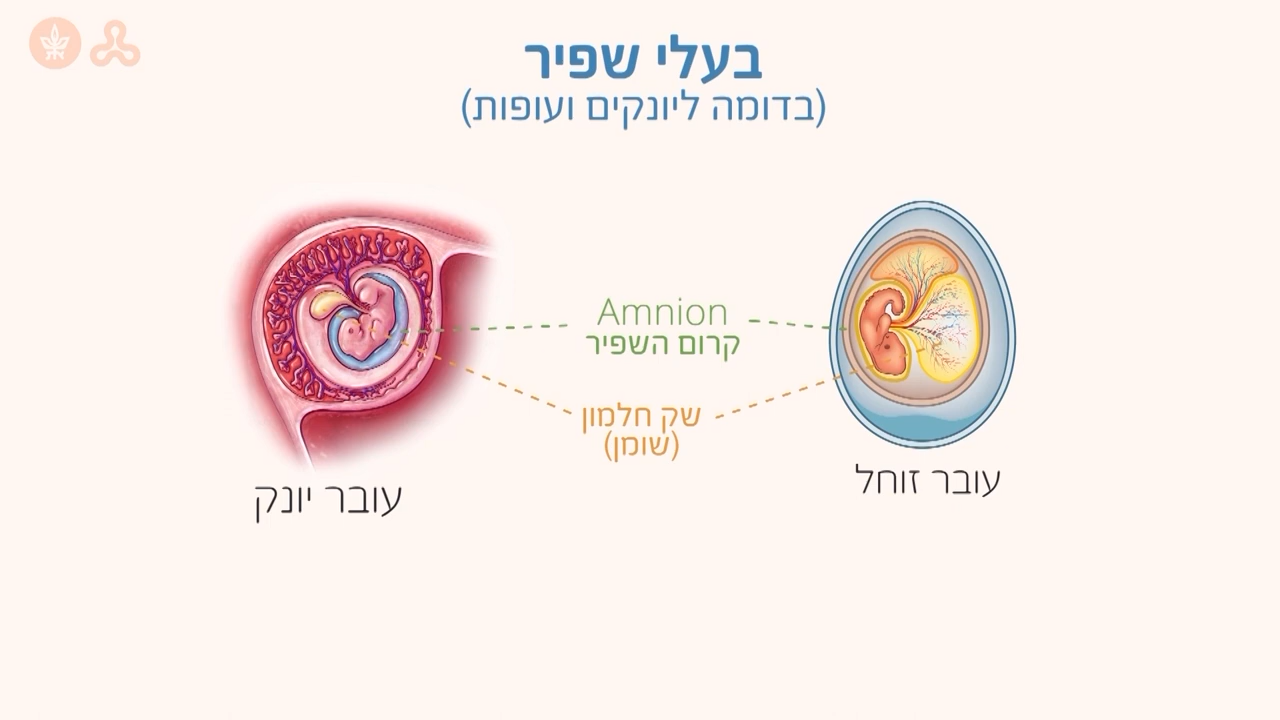 בעלי שפיר
(בדומה ליונקים ועופות)
Amnion
קרום השפיר
שק חלמון
(שומן)
עובר זוחל
עובר יונק